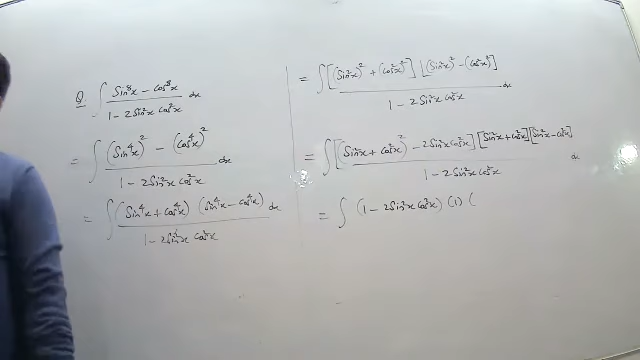 Q. ∫ (Sin⁸x − Cos⁸x)/(1 − 2Sin²x Cos²x) dx
= ∫ ((Sin⁴x)² − (Cos⁴x)²)/(1 − 2Sin²x Cos²x) dx
= ∫ (Sin⁴x + Cos⁴x) (Sin⁴x − Cos⁴x)/(1 − 2Sin²x Cos²x) dx
= ∫ [(Sin²x)² + (Cos²x)²] [(Sin²x)² − (Cos²x)²]/(1 − 2Sin²x Cos²x) dx
= ∫ [(Sin²x + Cos²x)² − 2Sin²x Cos²x] [Sin²x + Cos²x] [Sin²x − Cos²x]/(1 − 2Sin²x Cos²x) dx
= ∫ (1 − 2Sin²x Cos²x) (1) (